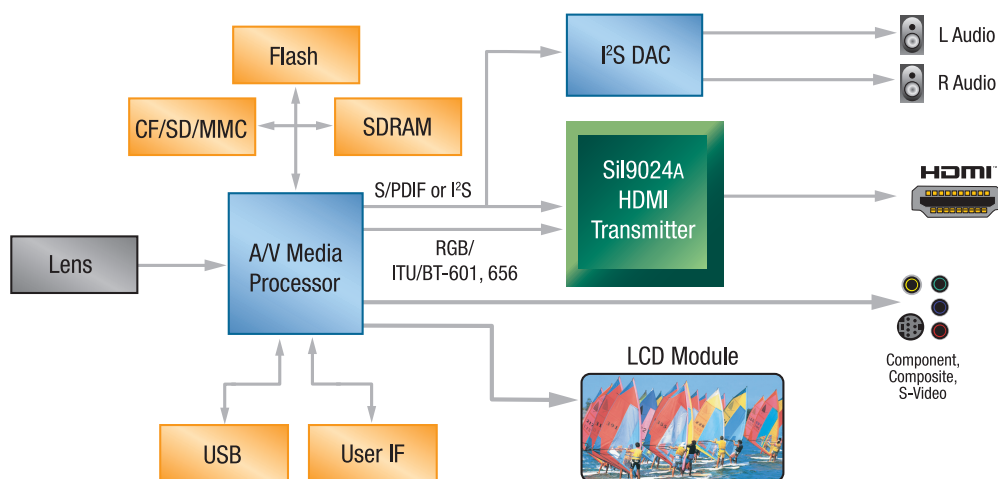 Flash
CF/SD/MMC
SDRAM
I²S DAC
L Audio
R Audio
SiI9024A
HDMI
Transmitter
HDMI™
S/PDIF or I²S
Lens
A/V Media
Processor
RGB/
ITU/BT-601, 656
Component,
Composite,
S-Video
LCD Module
USB
User IF